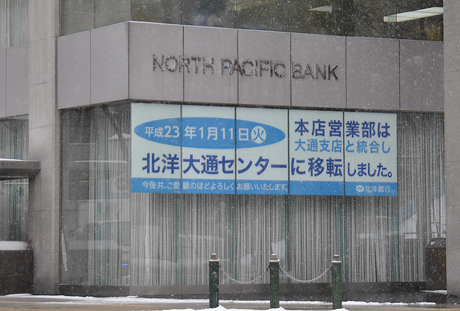 NORTH PACIFIC BANK
平成23年1月11日㊋
本店営業部は
大通支店と統合し
北洋大通センターに移転しました。
今後共、ご愛顧のほどよろしくお願いいたします。
北洋銀行